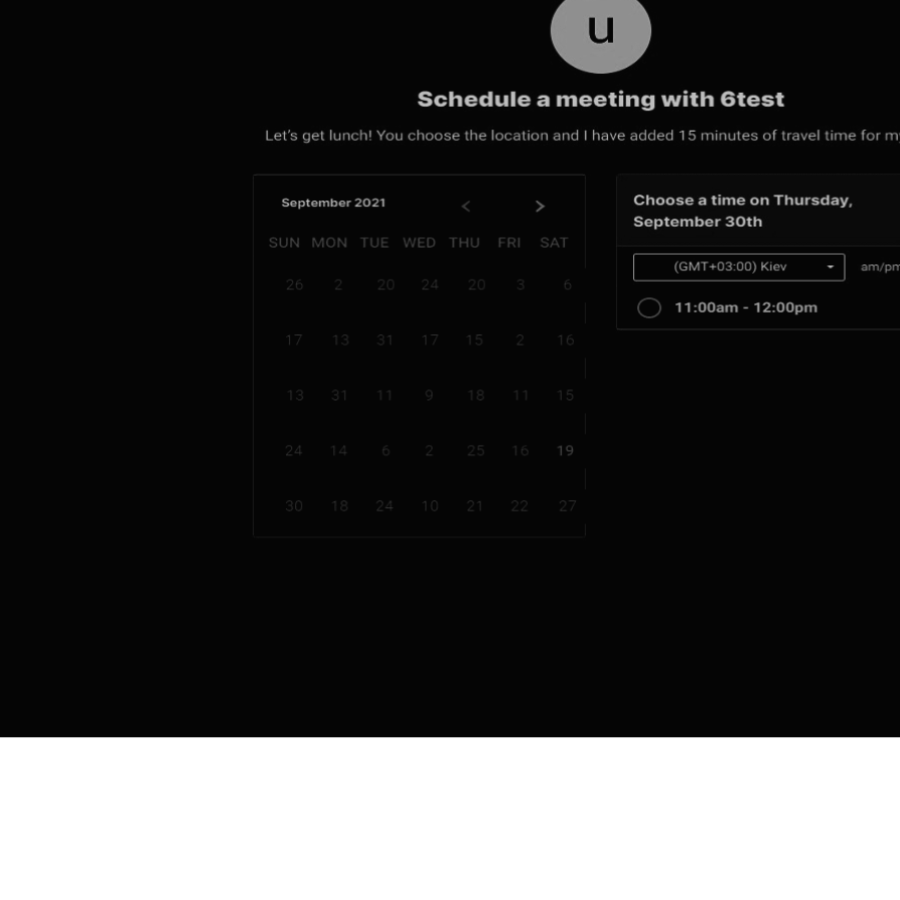 u
Schedule a meeting with 6test
Let's get lunch! You choose the location and I have added 15 minutes of travel time for
September 2021 < >
SUN MON TUE WED THU FRI SAT
26 2 20 24 20 3 6
17 13 31 17 15 2 16
13 31 11 9 18 11 15
24 14 6 2 25 16 19
30 18 24 10 21 22 27
Choose a time on Thursday,
September 30th
(GMT+03:00) Kiev am/pm
11:00am - 12:00pm